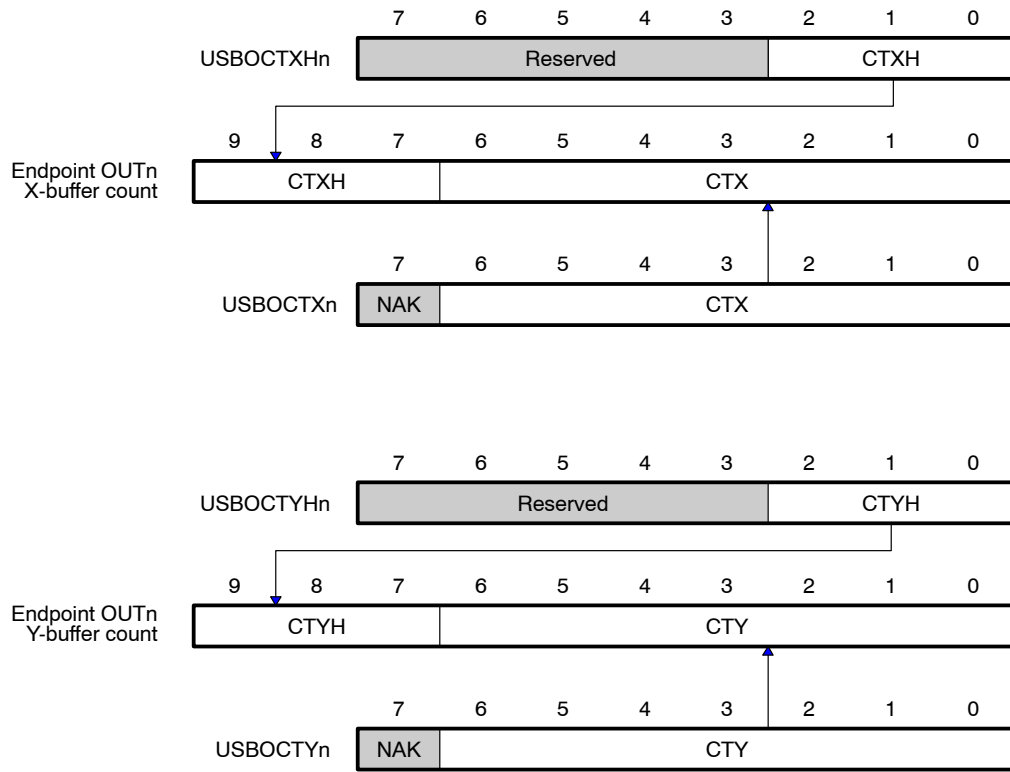 7 6 5 4 3 2 1 0
USBOCTXHn Reserved CTXH
9 8 7 6 5 4 3 2 1 0
Endpoint OUTn
X-buffer count
CTXH CTX
7 6 5 4 3 2 1 0
USBOCTXn NAK CTX
7 6 5 4 3 2 1 0
USBOCTYHn Reserved CTYH
9 8 7 6 5 4 3 2 1 0
Endpoint OUTn
Y-buffer count
CTYH CTY
7 6 5 4 3 2 1 0
USBOCTYn NAK CTY